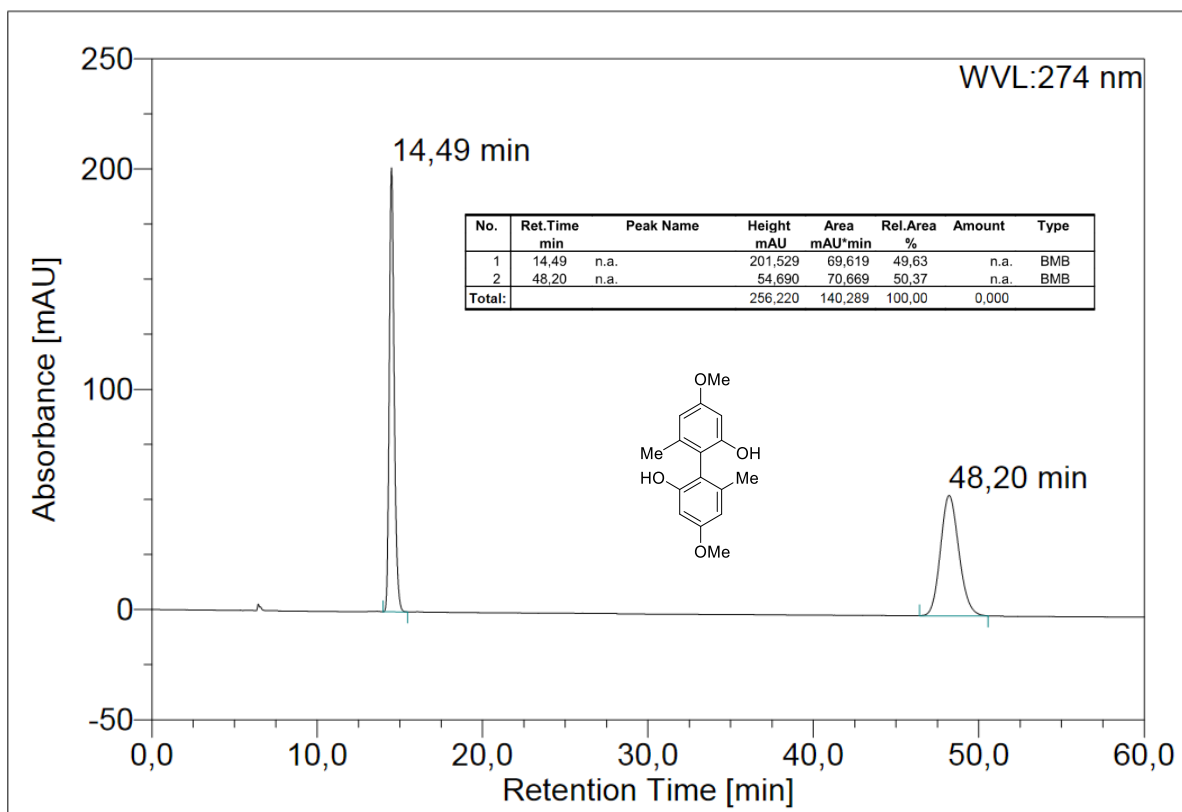 WVL:274 nm
250
200
100
0
-50
Absorbance [mAU]
14,49 min
No. Ret.Time Peak Name Height Area Rel.Area Amount Type
min mAU mAU*min %
1 14,49 n.a. 201,529 69,619 49,63 n.a. BMB
2 48,20 n.a. 54,690 70,669 50,37 n.a. BMB
Total: 256,220 140,289 100,00 0,000
OMe
Me
OH
HO
Me
OMe
48,20 min
0,0 10,0 20,0 30,0 40,0 50,0 60,0
Retention Time [min]